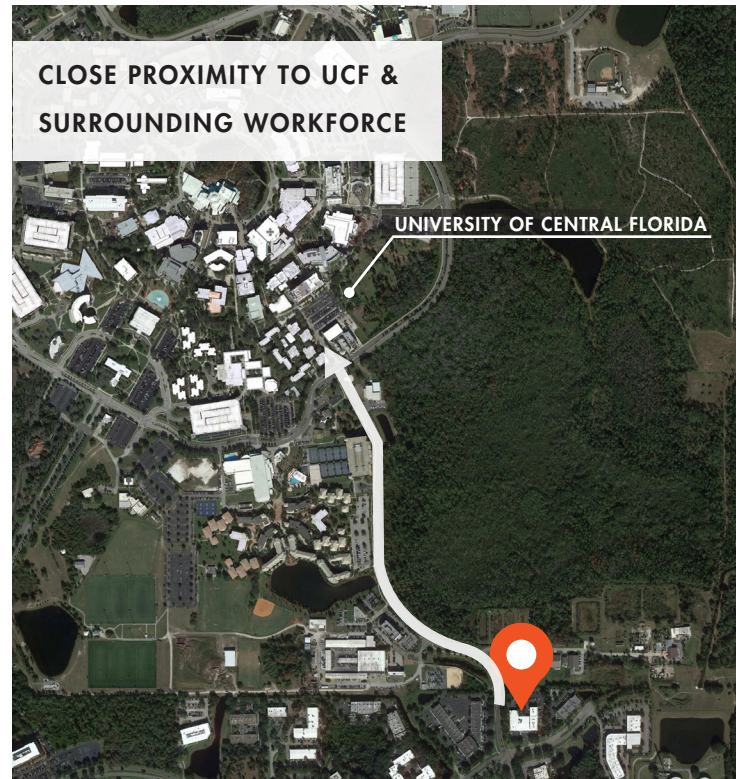 CLOSE PROXIMITY TO UCF &
SURROUNDING WORKFORCE
UNIVERSITY OF CENTRAL FLORIDA